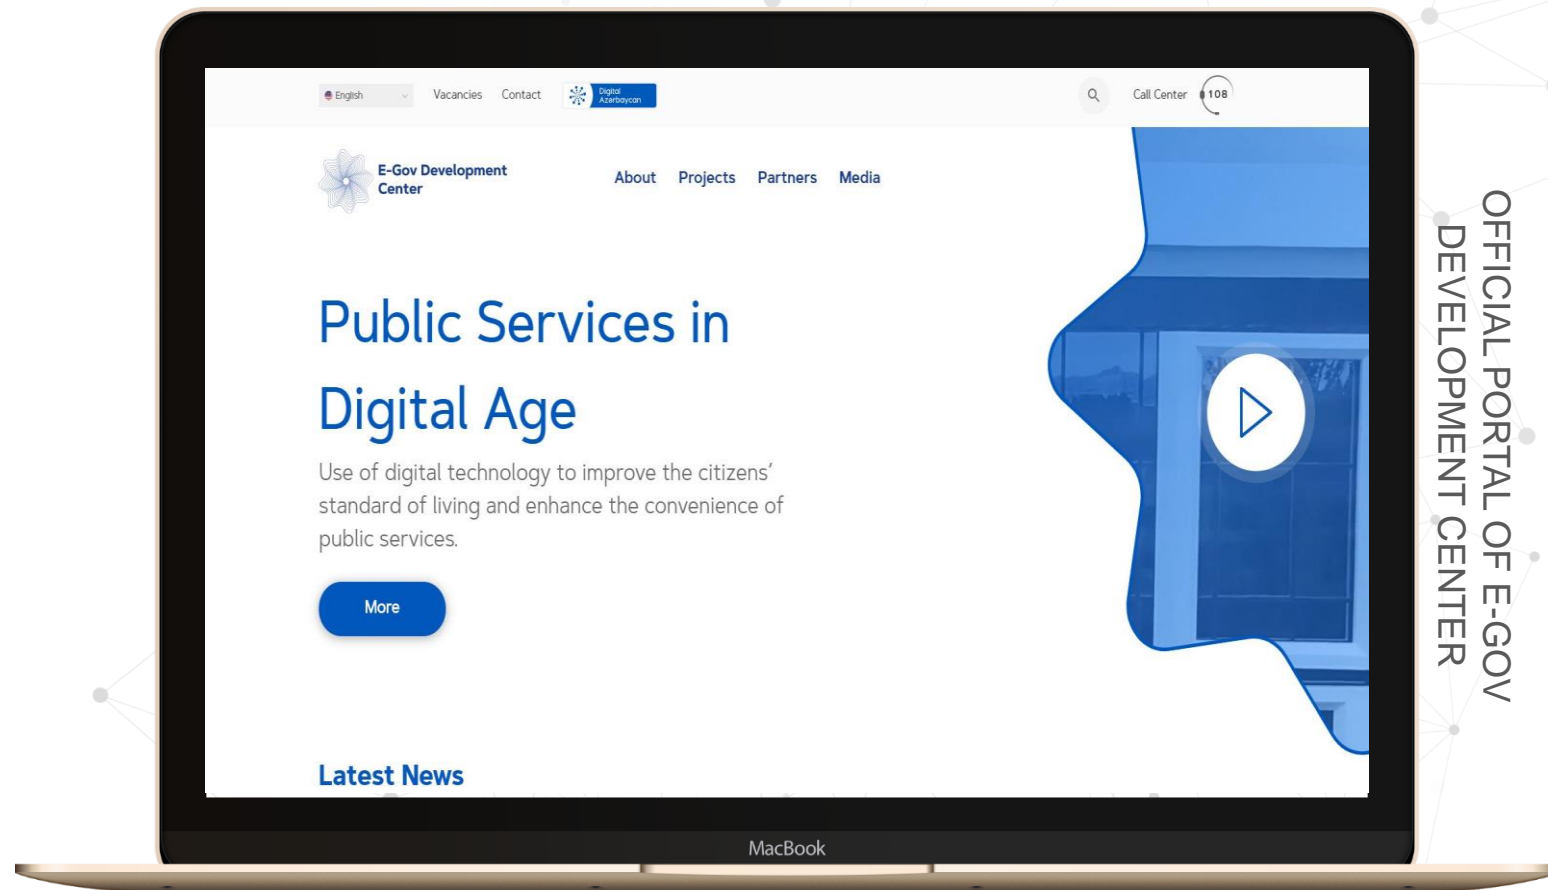 English
Vacancies
Contact
Digital
Azerbaycan
Call Center
108
E-Gov Development
Center
About
Projects
Partners
Media
Public Services in
Digital Age
Use of digital technology to improve the citizens’
standard of living and enhance the convenience of
public services.
More
Latest News
MacBook
OFFICIAL PORTAL OF E-GOV
DEVELOPMENT CENTER